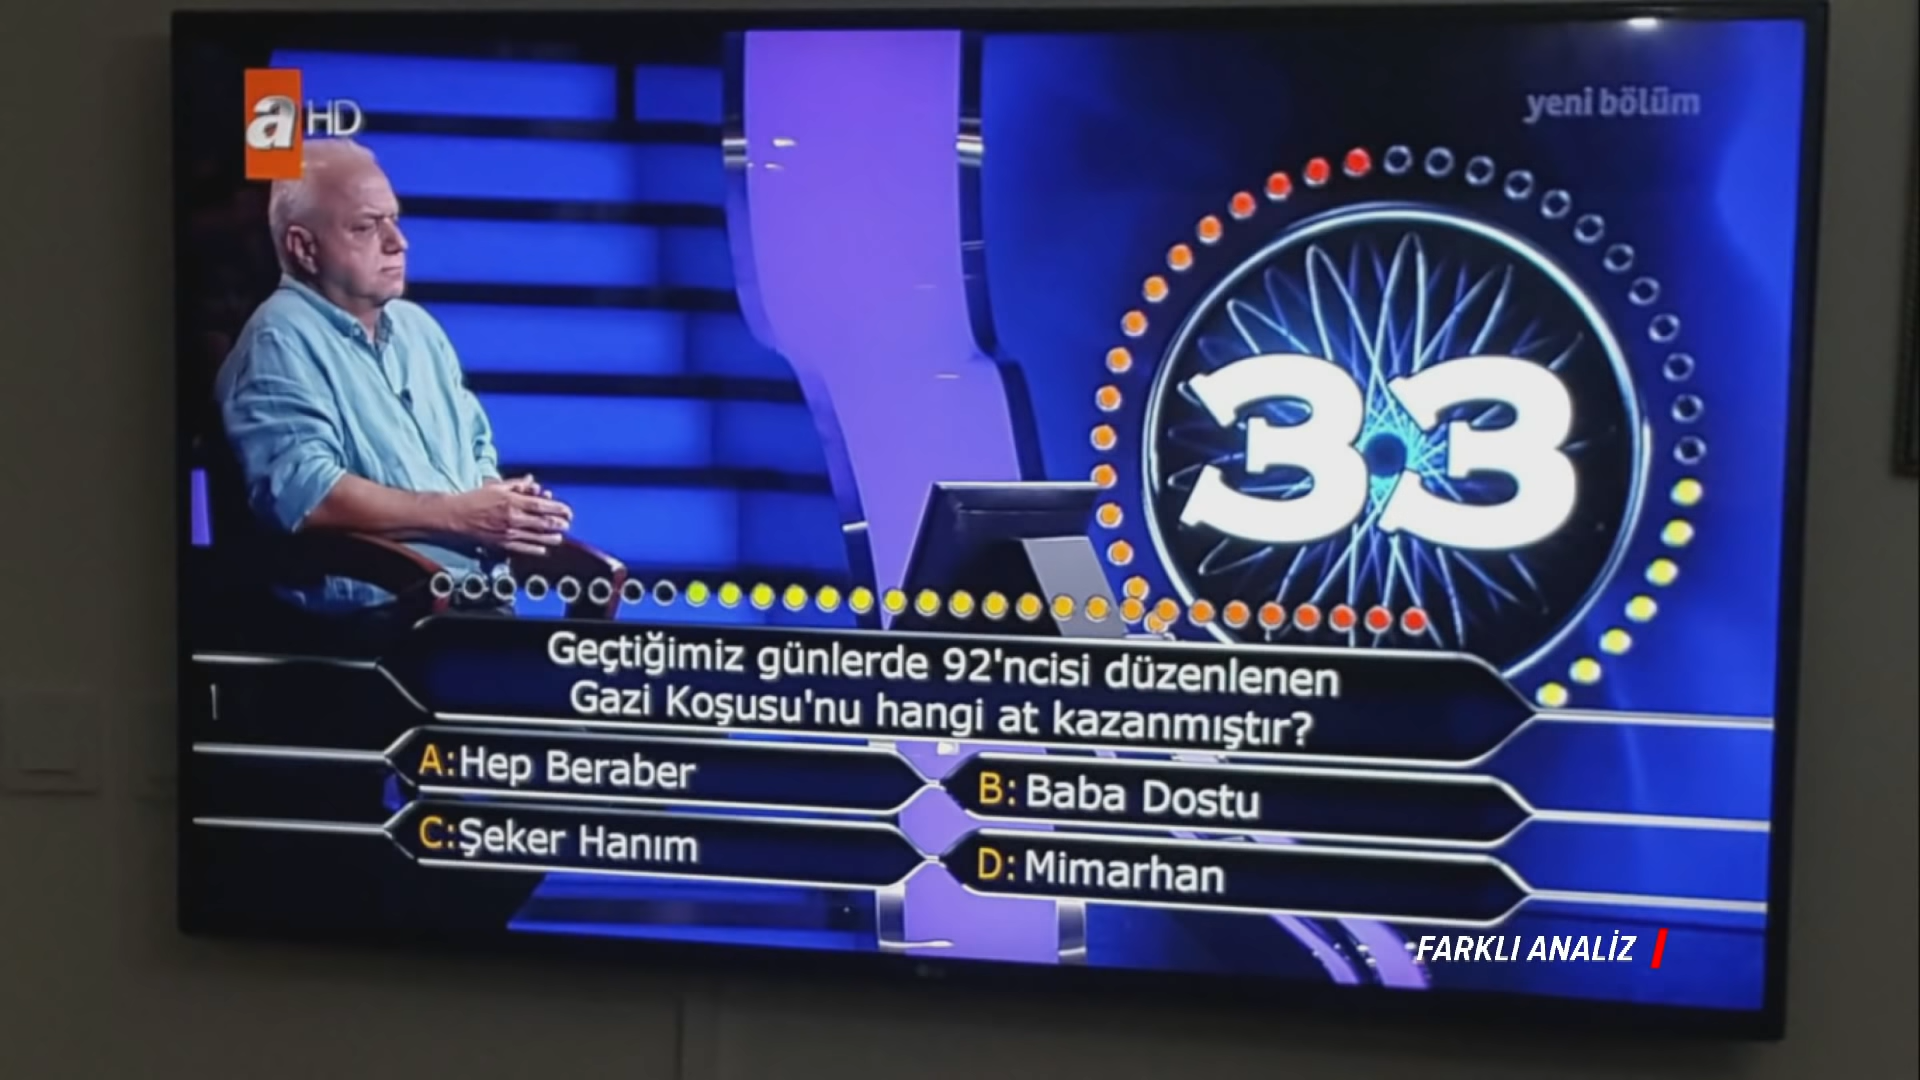 a HD
yeni bölüm
33
Geçtiğimiz günlerde 92'ncisi düzenlenen
Gazi Koşusu'nu hangi at kazanmıştır?
A:Hep Beraber
B: Baba Dostu
C:Şeker Hanım
D: Mimarhan
FARKLI ANALİZ